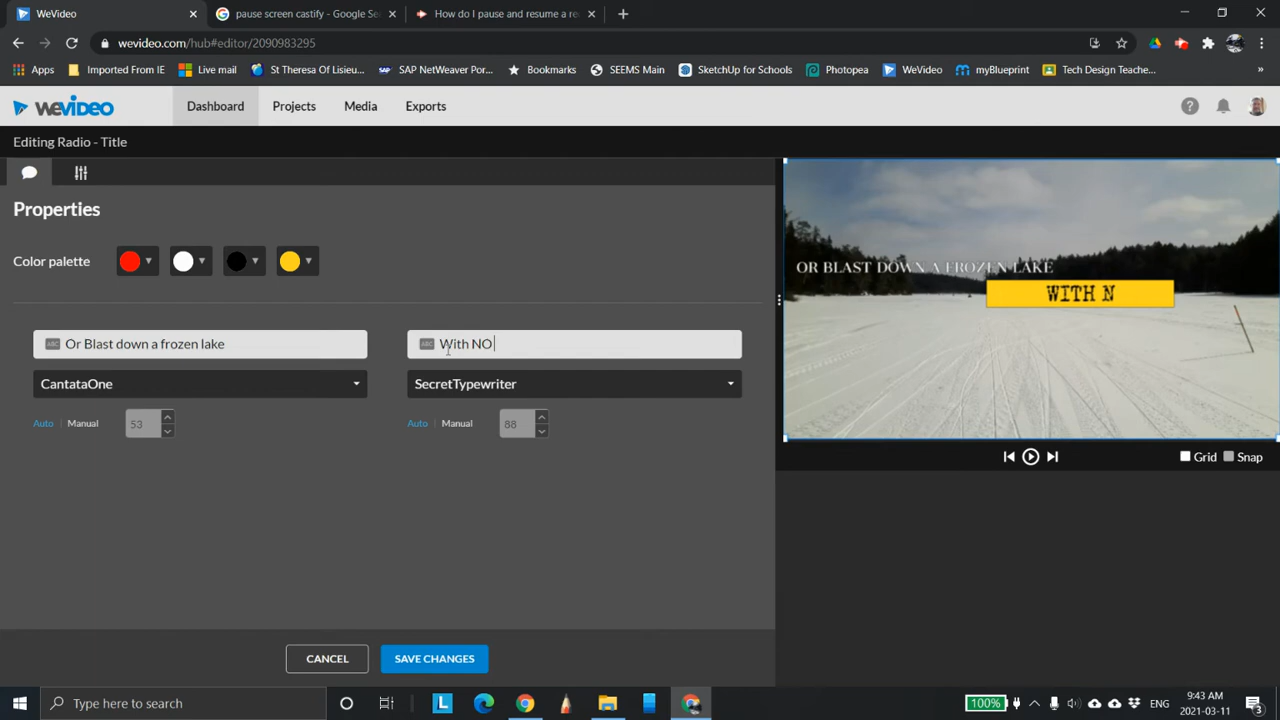 WeVideo
pause screen castify - Google Se
How do I pause and resume a re
wevideo.com/hub#editor/2090983295
Apps
Imported From IE
Live mail
St Theresa Of Lisieu...
SAP NetWeaver Por...
Bookmarks
SEEMS Main
SketchUp for Schools
Photopea
WeVideo
myBlueprint
Tech Design Teache...
»
WEVIDEO
Dashboard
Projects
Media
Exports
Editing Radio - Title
Properties
Color palette
ABC Or Blast down a frozen lake
ABC With NO
CantataOne
SecretTypewriter
Auto | Manual 53
Auto | Manual 88
OR BLAST DOWN A FROZEN LAKE
WITH N
Grid
Snap
CANCEL
SAVE CHANGES
Type here to search
L
100%
ENG
9:43 AM
2021-03-11
3